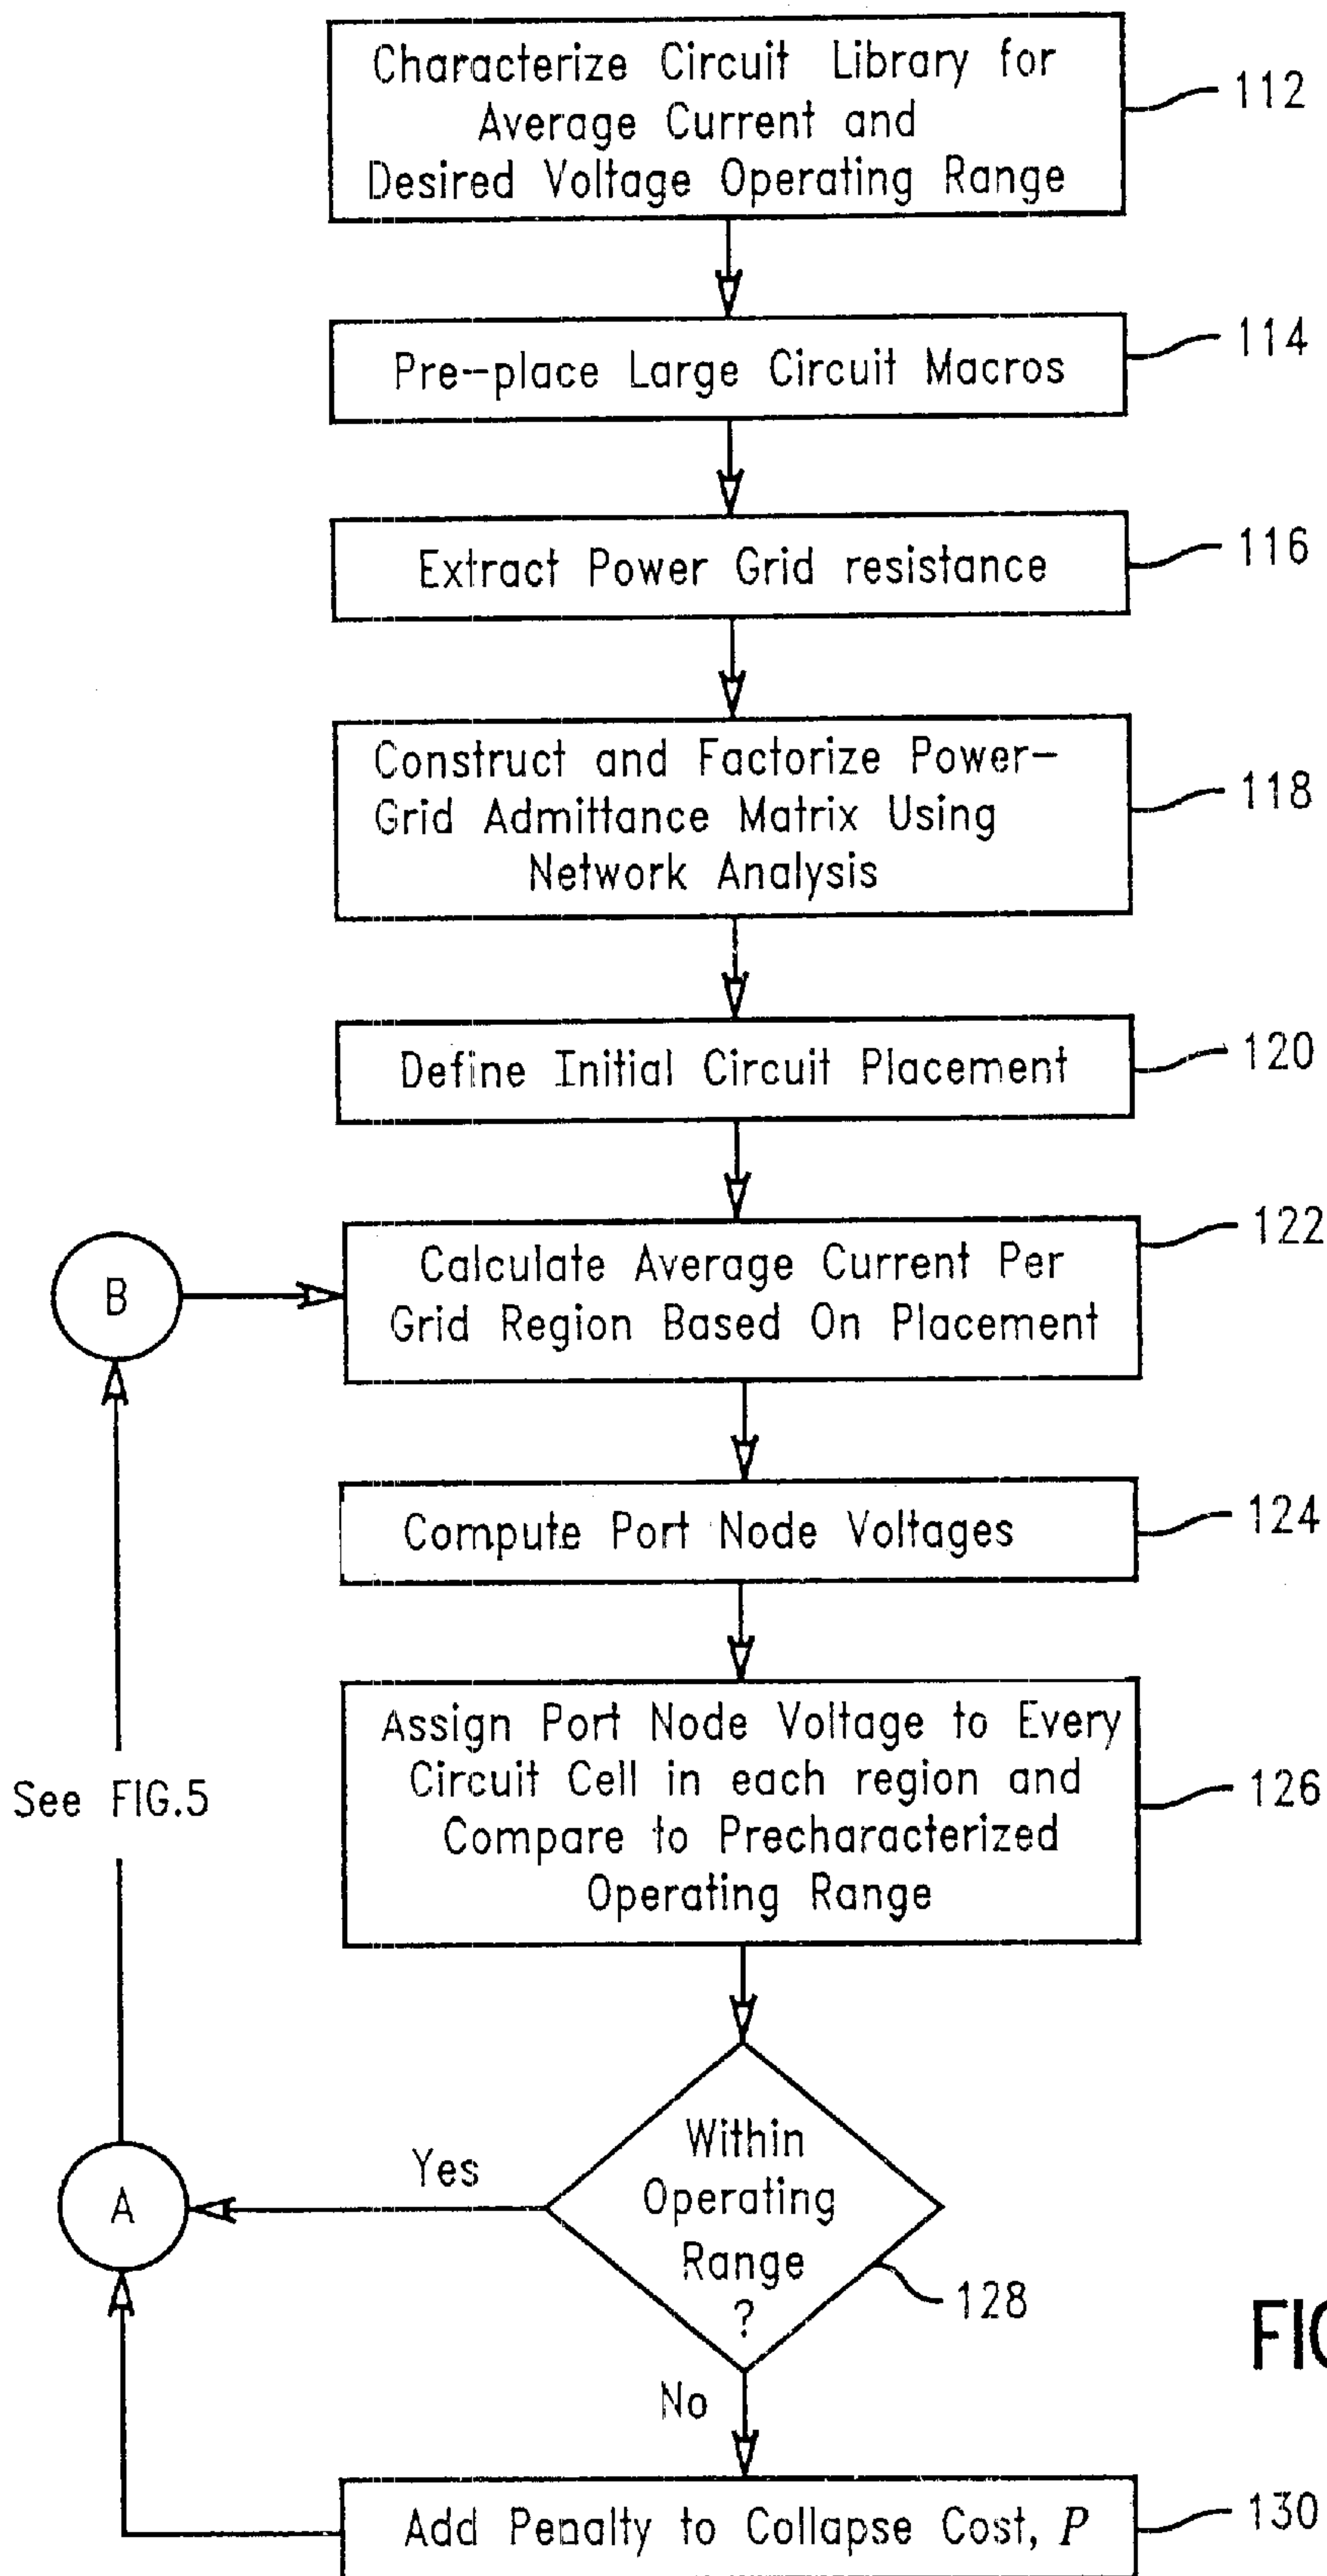 Characterize Circuit Library for
Average Current and
Desired Voltage Operating Range
112
Pre-place Large Circuit Macros
114
Extract Power Grid resistance
116
Construct and Factorize Power-
Grid Admittance Matrix Using
Network Analysis
118
Define Initial Circuit Placement
120
B
Calculate Average Current Per
Grid Region Based On Placement
122
Compute Port Node Voltages
124
Assign Port Node Voltage to Every
Circuit Cell in each region and
Compare to Precharacterized
Operating Range
126
See FIG.5
Within
Operating
Range
?
128
Yes
A
No
Add Penalty to Collapse Cost, P
130